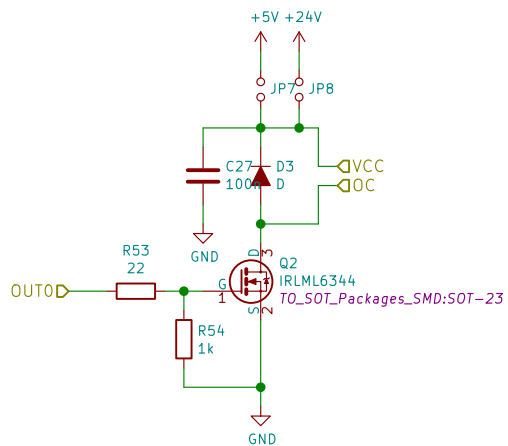 +5V +24V
JP7 JP8
C27 D3
100n D
VCC
OC
GND
R53
22
D
3
Q2
IRLML6344
TO_SOT_Packages_SMD:SOT-23
OUT0
G
1
S
2
R54
1k
GND